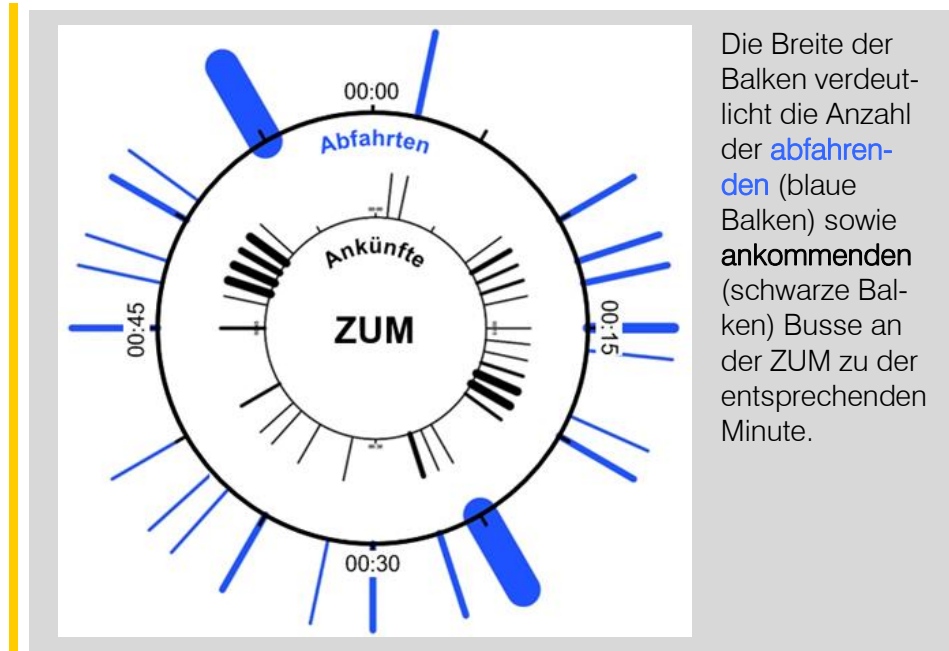 00:00
Abfahrten
Ankünfte
ZUM
00:45
00:15
00:30
Die Breite der
Balken verdeut-
licht die Anzahl
der abfahren-
den (blaue
Balken) sowie
ankommenden
(schwarze Bal-
ken) Busse an
der ZUM zu der
entsprechenden
Minute.